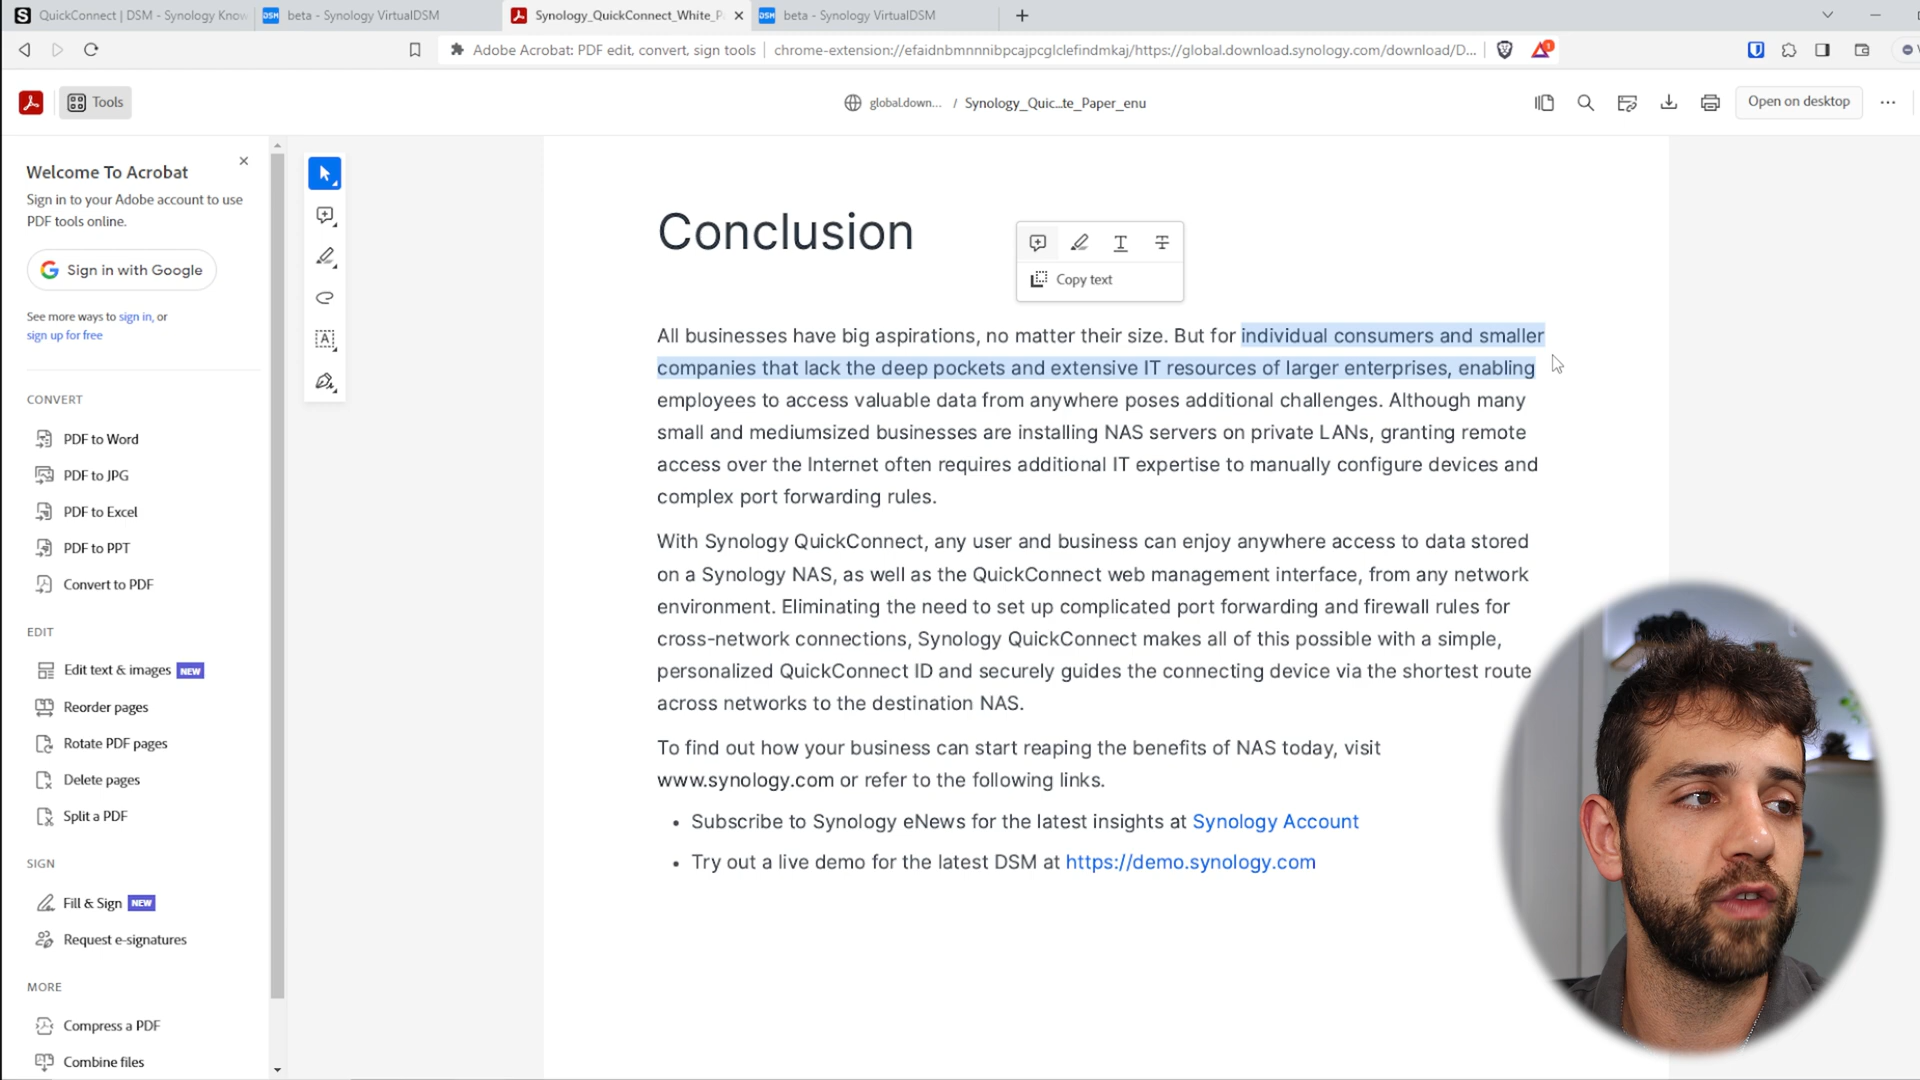 QuickConnect | DSM - Synology Know
beta - Synology VirtualDSM
Synology_QuickConnect_White_P
beta - Synology VirtualDSM
Adobe Acrobat: PDF edit, convert, sign tools
chrome-extension://efaidnbmnnnibpcajpcglclefindmkaj/https://global.download.synology.com/download/D...
1
Tools
global.down... / Synology_Quic...te_Paper_enu
Open on desktop
Welcome To Acrobat
Sign in to your Adobe account to use
PDF tools online.
Sign in with Google
See more ways to sign in, or
sign up for free
CONVERT
PDF to Word
PDF to JPG
PDF to Excel
PDF to PPT
Convert to PDF
EDIT
Edit text & images NEW
Reorder pages
Rotate PDF pages
Delete pages
Split a PDF
SIGN
Fill & Sign NEW
Request e-signatures
MORE
Compress a PDF
Combine files
Conclusion
Copy text
All businesses have big aspirations, no matter their size. But for individual consumers and smaller
companies that lack the deep pockets and extensive IT resources of larger enterprises, enabling
employees to access valuable data from anywhere poses additional challenges. Although many
small and mediumsized businesses are installing NAS servers on private LANs, granting remote
access over the Internet often requires additional IT expertise to manually configure devices and
complex port forwarding rules.
With Synology QuickConnect, any user and business can enjoy anywhere access to data stored
on a Synology NAS, as well as the QuickConnect web management interface, from any network
environment. Eliminating the need to set up complicated port forwarding and firewall rules for
cross-network connections, Synology QuickConnect makes all of this possible with a simple,
personalized QuickConnect ID and securely guides the connecting device via the shortest route
across networks to the destination NAS.
To find out how your business can start reaping the benefits of NAS today, visit
www.synology.com or refer to the following links.
• Subscribe to Synology eNews for the latest insights at Synology Account
• Try out a live demo for the latest DSM at https://demo.synology.com